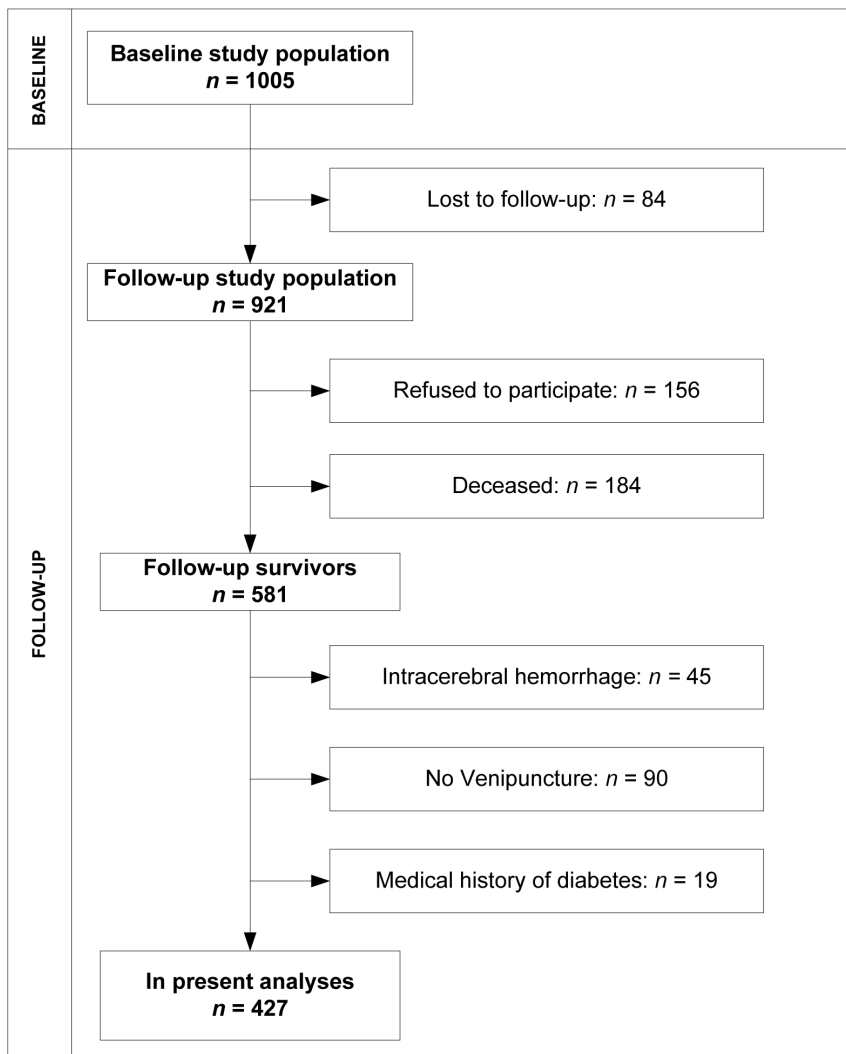 BASELINE
Baseline study population
n = 1005
FOLLOW-UP
Lost to follow-up: n = 84
Follow-up study population
n = 921
Refused to participate: n = 156
Deceased: n = 184
Follow-up survivors
n = 581
Intracerebral hemorrhage: n = 45
No Venipuncture: n = 90
Medical history of diabetes: n = 19
In present analyses
n = 427